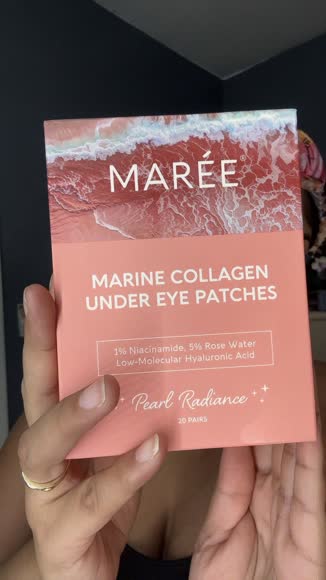 MARÉE®
MARINE COLLAGEN
UNDER EYE PATCHES
1% Niacinamide, 5% Rose Water
Low-Molecular Hyaluronic Acid
Pearl Radiance
20 PAIRS